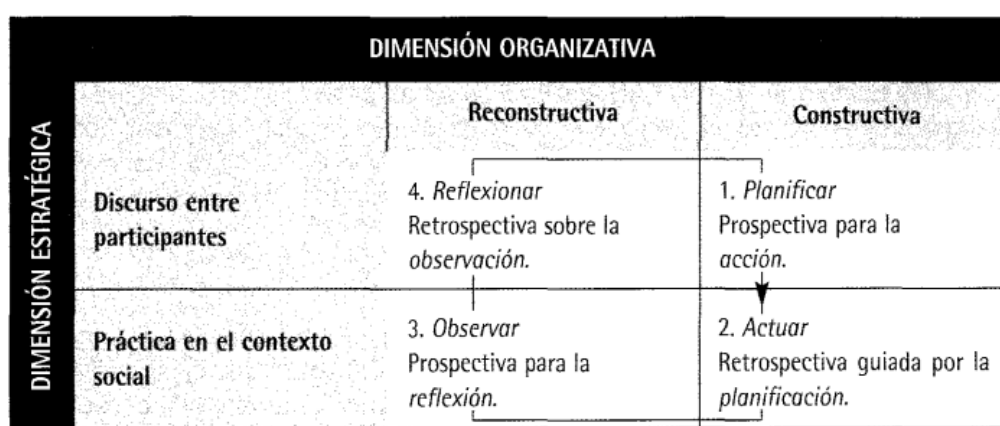 DIMENSIÓN ORGANIZATIVA
DIMENSIÓN ESTRATÉGICA
Reconstructiva
Constructiva
Discurso entre
participantes
4. Reflexionar
Retrospectiva sobre la
observación.
1. Planificar
Prospectiva para la
acción.
Práctica en el contexto
social
3. Observar
Prospectiva para la
reflexión.
2. Actuar
Retrospectiva guiada por la
planificación.